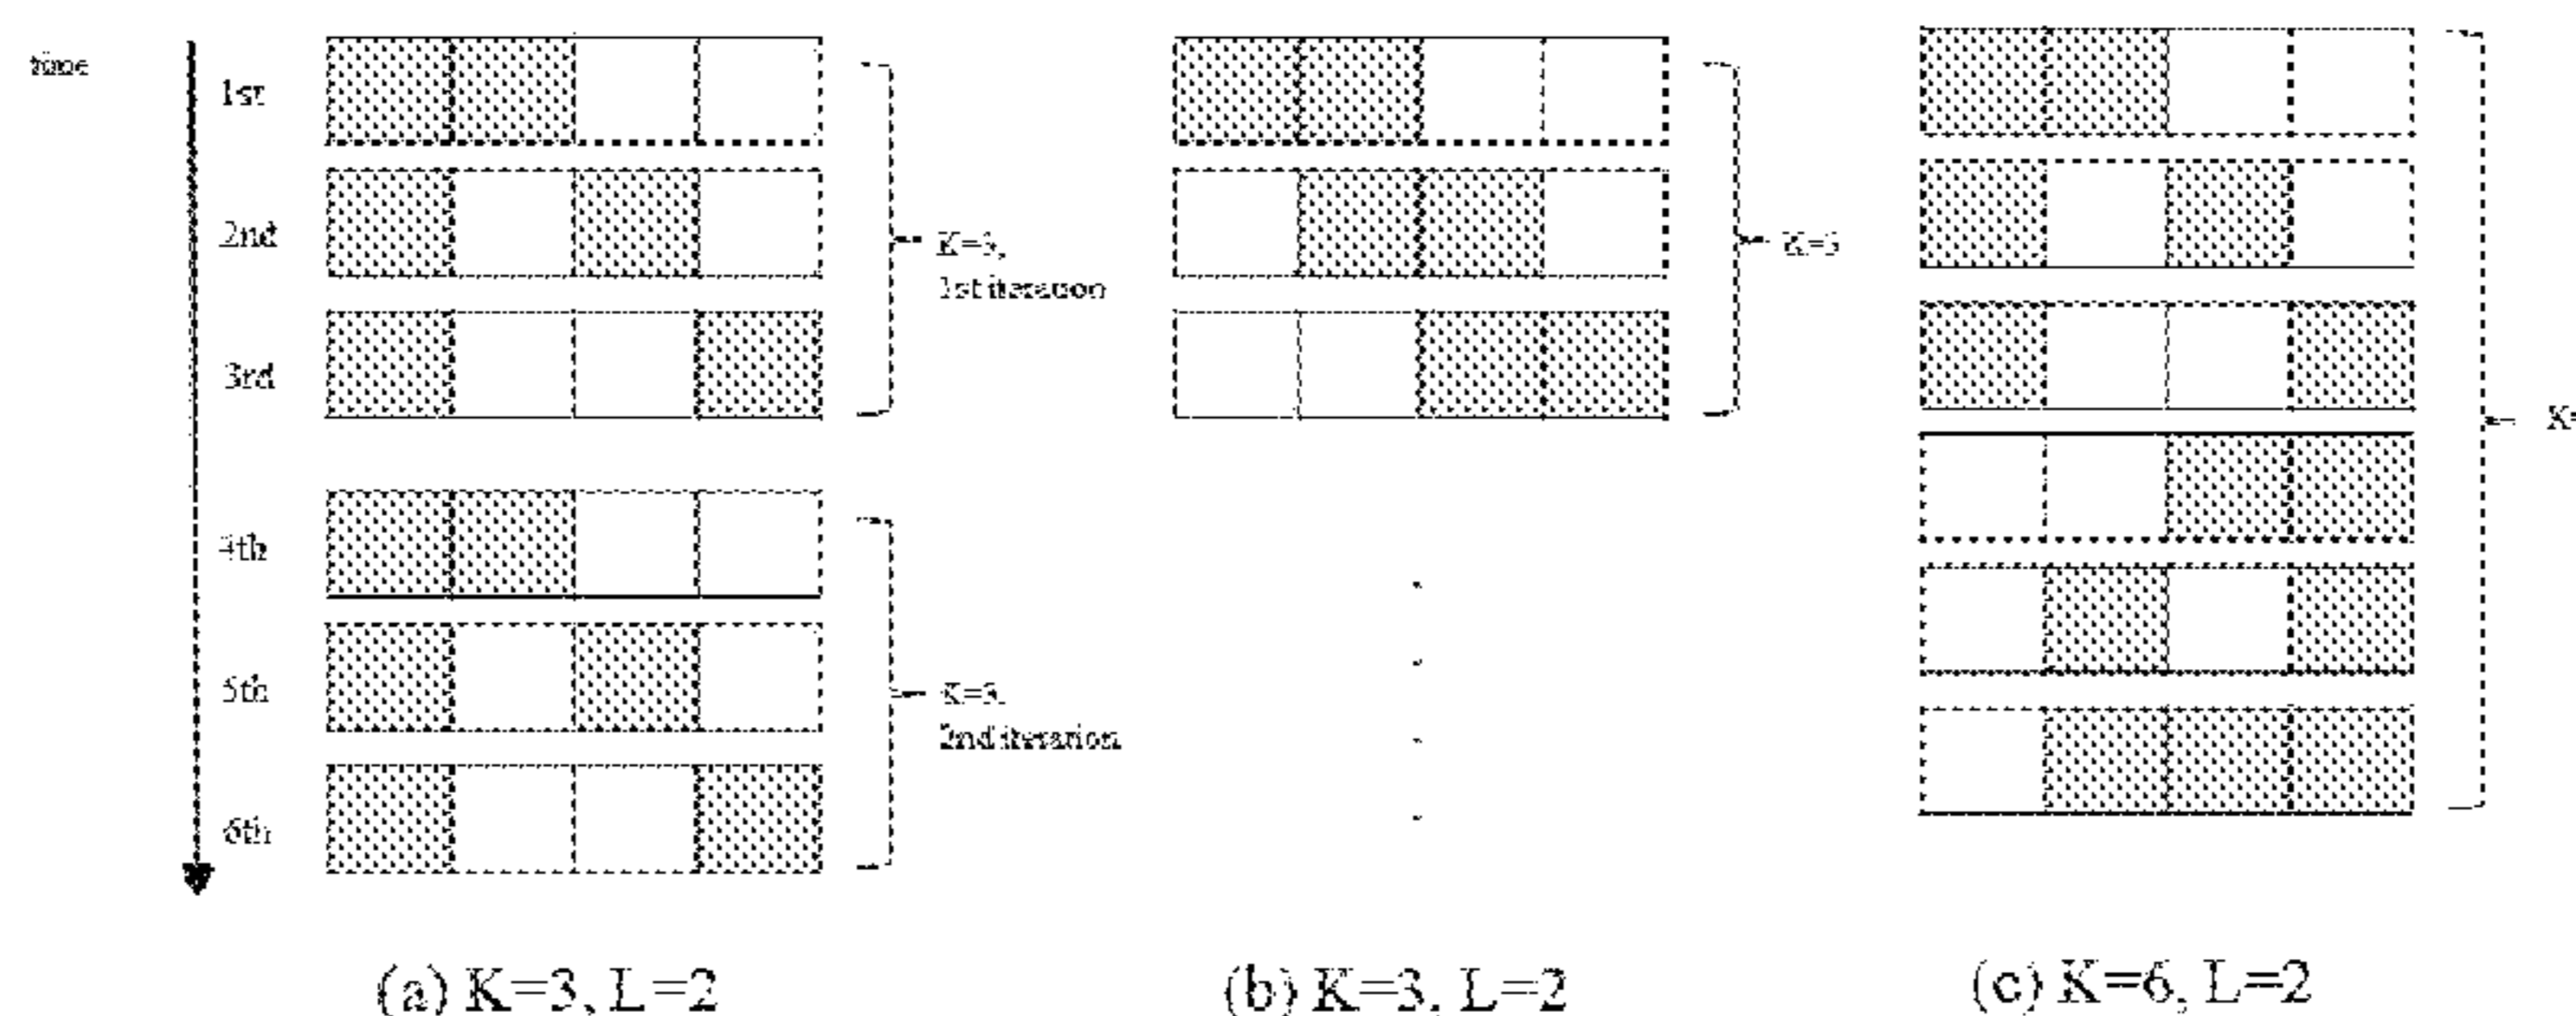 time
1st
2nd
3rd
4th
5th
6th
K=3,
1st iteration
K=3,
2nd iteration
K=3
K=
(a) K=3, L=2
(b) K=3, L=2
(c) K=6, L=2